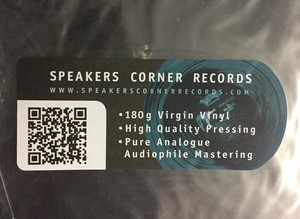 SPEAKERS CORNER RECORDS
WWW.SPEAKERSCORNERRECORDS.COM
•180g Virgin Vinyl
•High Quality Pressing
•Pure Analogue
Audiophile Mastering